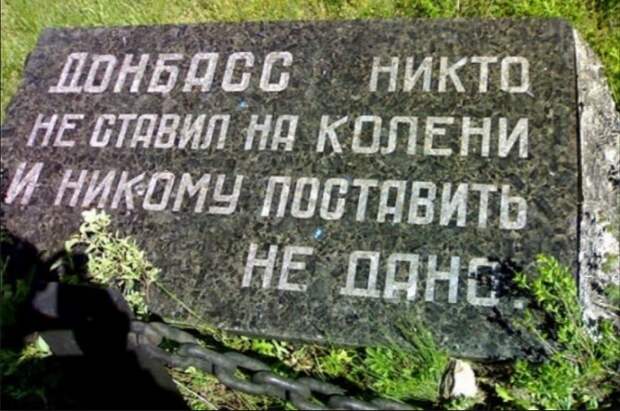 ДОНБАСС НИКТО
НЕ СТАВИЛ НА КОЛЕНИ
И НИКОМУ ПОСТАВИТЬ
НЕ ДАНО.